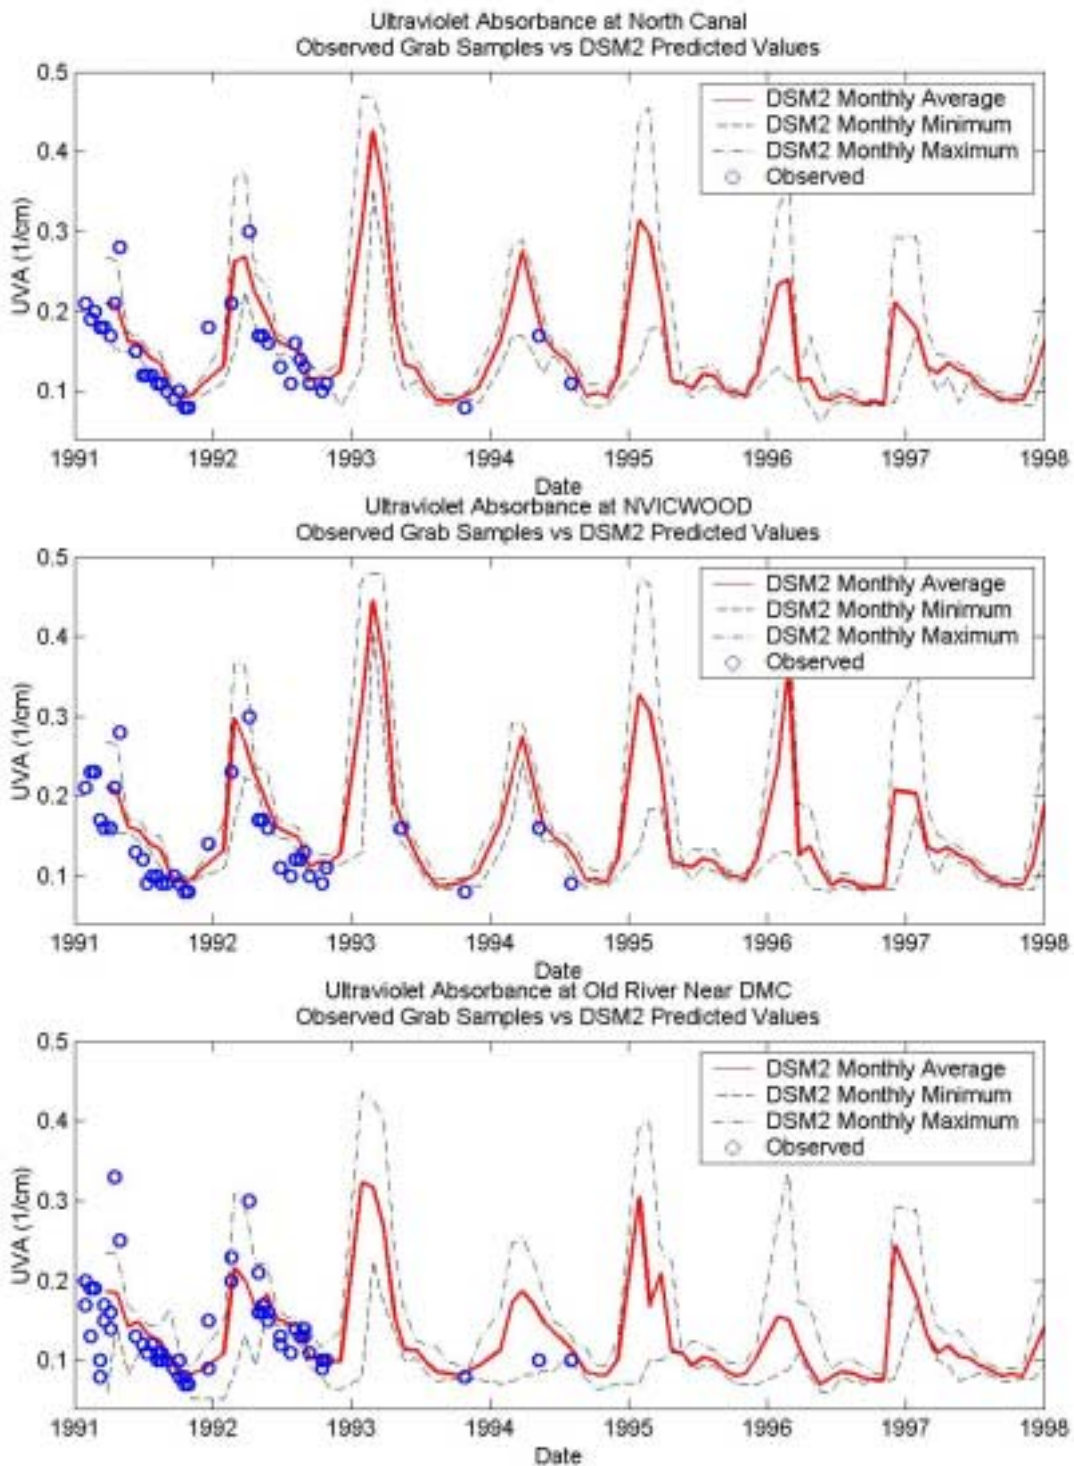 Ultraviolet Absorbance at North Canal
Observed Grab Samples vs DSM2 Predicted Values
0.5
0.4
0.3
0.2
0.1
UVA (1/cm)
DSM2 Monthly Average
DSM2 Monthly Minimum
DSM2 Monthly Maximum
Observed
1991 1992 1993 1994 1995 1996 1997 1998
Date
Ultraviolet Absorbance at NVICWOOD
Observed Grab Samples vs DSM2 Predicted Values
0.5
0.4
0.3
0.2
0.1
UVA (1/cm)
DSM2 Monthly Average
DSM2 Monthly Minimum
DSM2 Monthly Maximum
Observed
1991 1992 1993 1994 1995 1996 1997 1998
Date
Ultraviolet Absorbance at Old River Near DMC
Observed Grab Samples vs DSM2 Predicted Values
0.5
0.4
0.3
0.2
0.1
UVA (1/cm)
DSM2 Monthly Average
DSM2 Monthly Minimum
DSM2 Monthly Maximum
Observed
1991 1992 1993 1994 1995 1996 1997 1998
Date